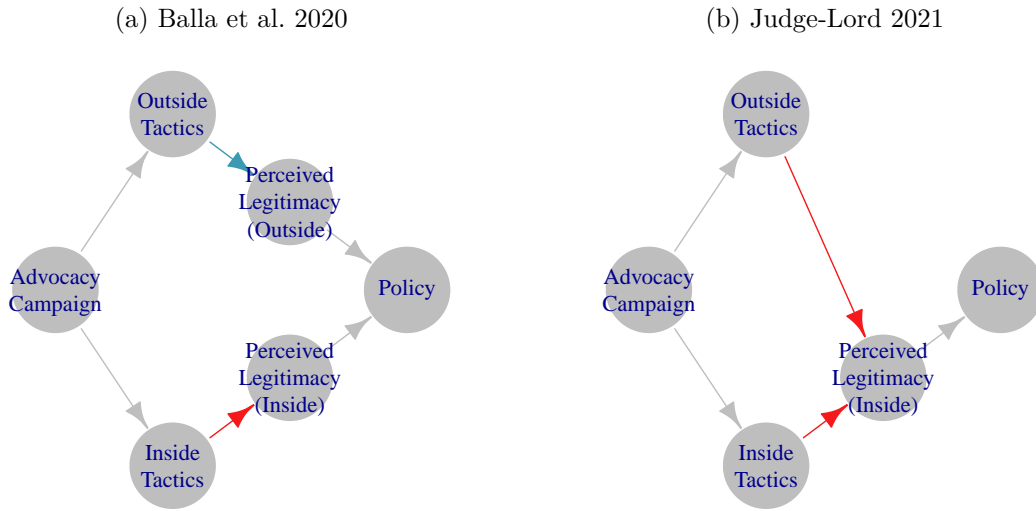 (a) Balla et al. 2020
Outside
Tactics
Perceived
Legitimacy
(Outside)
Advocacy
Campaign
Policy
Perceived
Legitimacy
(Inside)
Inside
Tactics
(b) Judge-Lord 2021
Outside
Tactics
Advocacy
Campaign
Policy
Perceived
Legitimacy
(Inside)
Inside
Tactics